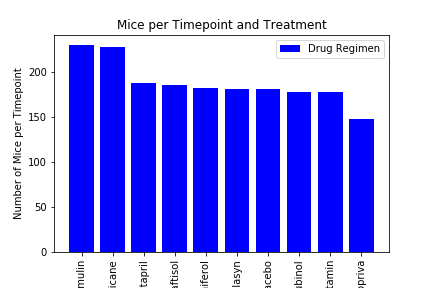 Mice per Timepoint and Treatment
Drug Regimen
Number of Mice per Timepoint
200
150
100
50
0
mulin
icane
tapril
aftisol
niferol
lasyn
acebo
ubinol
tamin
opriva